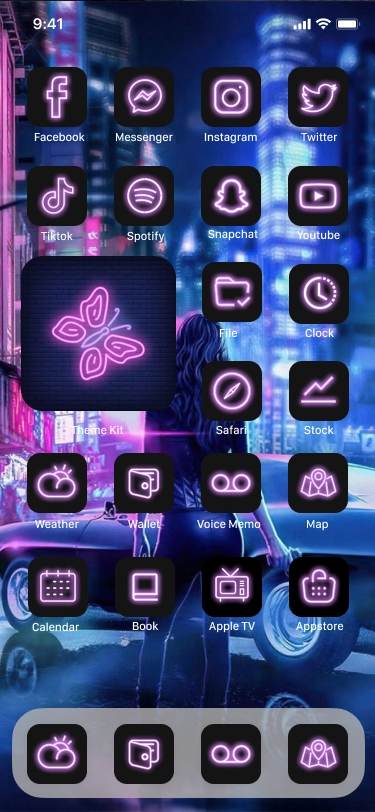 9:41
Facebook
Messenger
Instagram
Twitter
Tiktok
Spotify
Snapchat
Youtube
File
Clock
Theme Kit
Safari
Stock
Weather
Wallet
Voice Memo
Map
Calendar
Book
Apple TV
Appstore